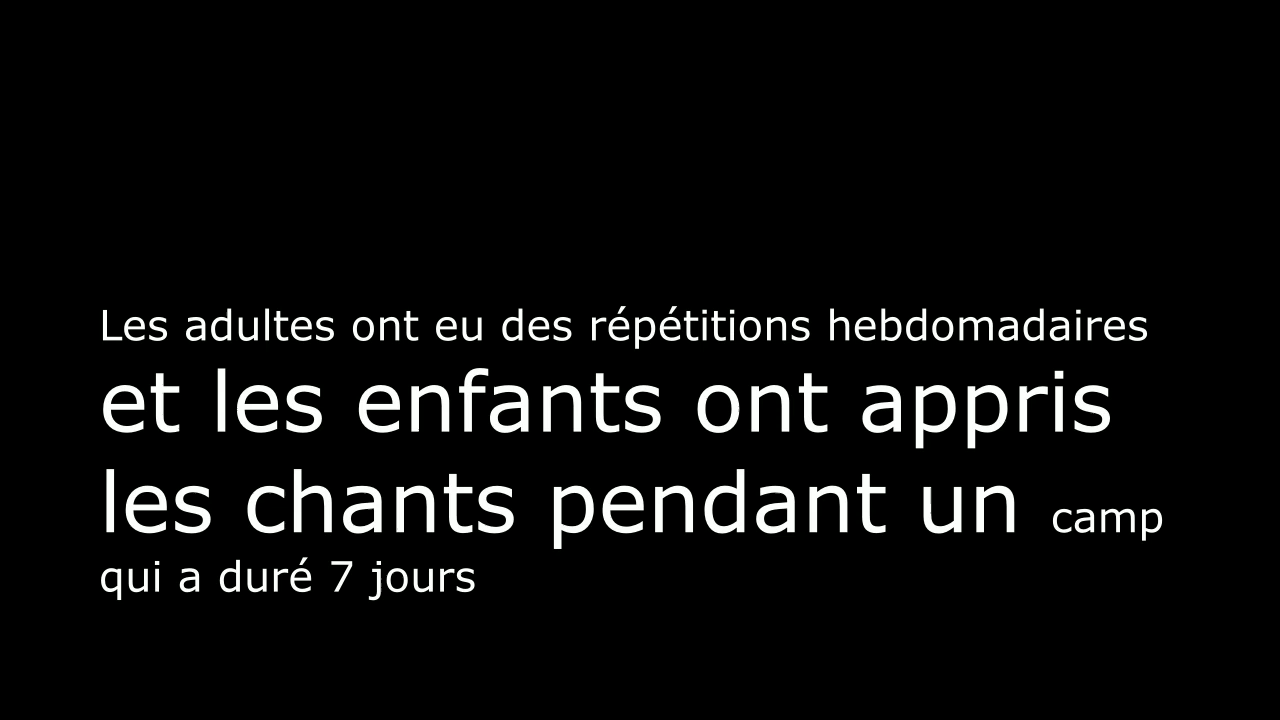 Les adultes ont eu des répétitions hebdomadaires
et les enfants ont appris
les chants pendant un camp
qui a duré 7 jours